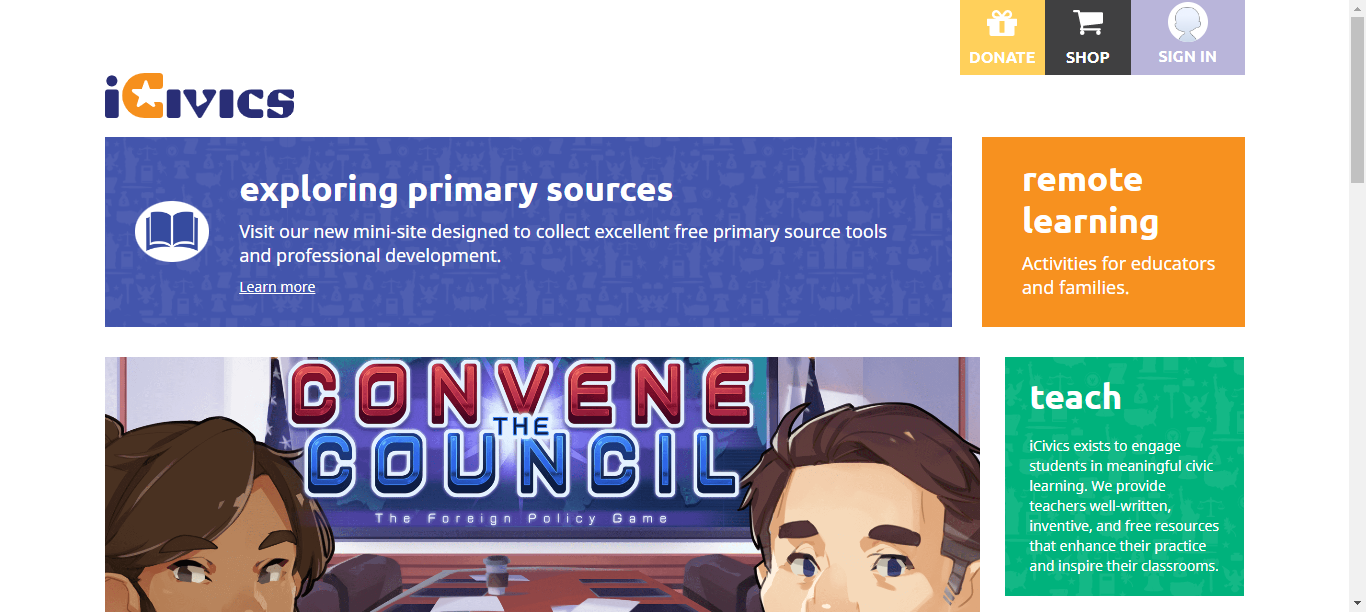 DONATE
SHOP
SIGN IN
iCivics
exploring primary sources
Visit our new mini-site designed to collect excellent free primary source tools
and professional development.
Learn more
remote
learning
Activities for educators
and families.
CONVENE
THE
COUNCIL
The Foreign Policy Game
teach
iCivics exists to engage
students in meaningful civic
learning. We provide
teachers well-written,
inventive, and free resources
that enhance their practice
and inspire their classrooms.